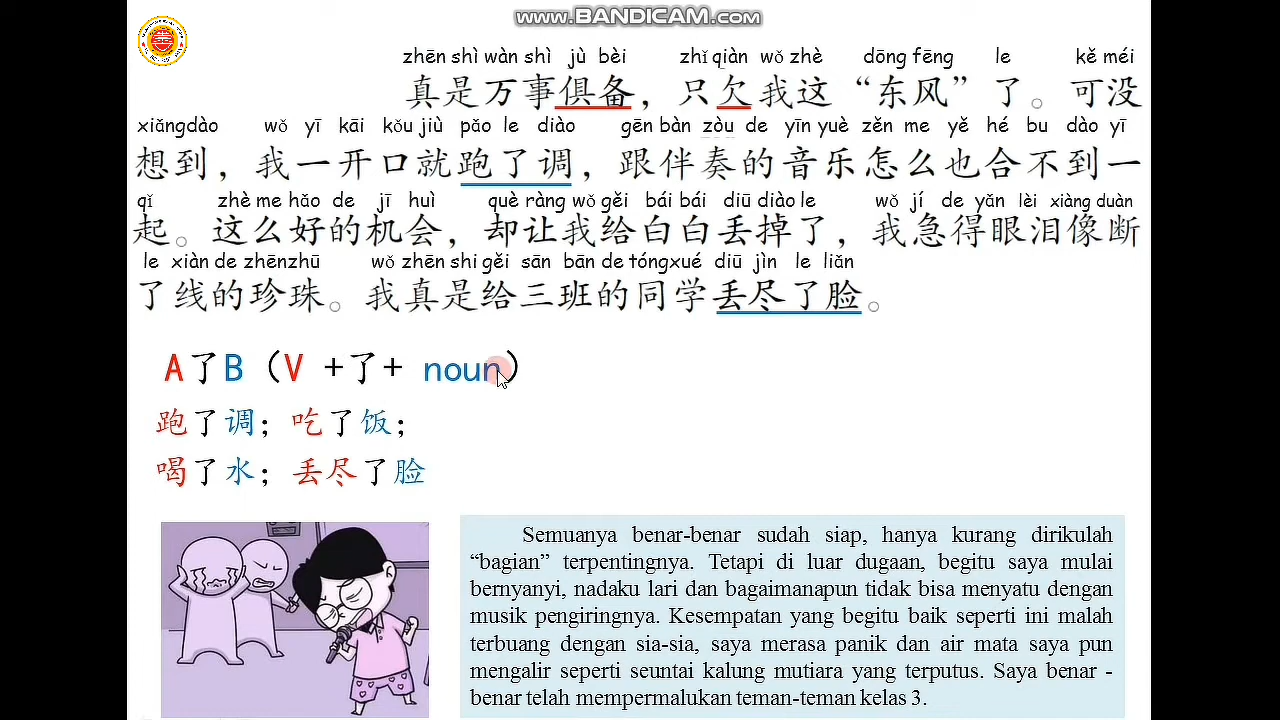 www.BANDICAM.com
zhēn shì wàn shì jù bèi zhǐ qiàn wǒ zhè dōng fēng le kě méi
真是万事俱备，只欠我这“东风”了。可没
xiǎngdào wǒ yī kāi kǒu jiù pǎo le diào gēn bàn zòu de yīn yuè zěn me yě hé bu dào yī
想到，我一开口就跑了调，跟伴奏的音乐怎么也合不到一
qǐ zhè me hǎo de jī huì què ràng wǒ gěi bái bái diū diào le wǒ jí de yǎn lèi xiàng duàn
起。这么好的机会，却让我给白白丢掉了，我急得眼泪像断
le xiàn de zhēnzhū wǒ zhēn shi gěi sān bān de tóngxué diū jìn le liǎn
了线的珍珠。我真是给三班的同学丢尽了脸。
A了B（V +了+ noun）
跑了调；吃了饭；
喝了水；丢尽了脸
Semuanya benar-benar sudah siap, hanya kurang dirikulah
“bagian” terpentingnya. Tetapi di luar dugaan, begitu saya mulai
bernyanyi, nadaku lari dan bagaimanapun tidak bisa menyatu dengan
musik pengiringnya. Kesempatan yang begitu baik seperti ini malah
terbuang dengan sia-sia, saya merasa panik dan air mata saya pun
mengalir seperti seuntai kalung mutiara yang terputus. Saya benar -
benar telah mempermalukan teman-teman kelas 3.